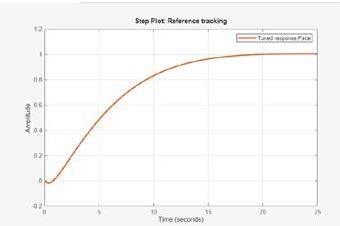 Step Plot: Reference tracking
Tuned response Pade
1.2
1
0.8
0.6
0.4
0.2
0
-0.2
Amplitude
0 5 10 15 20 25
Time (seconds)